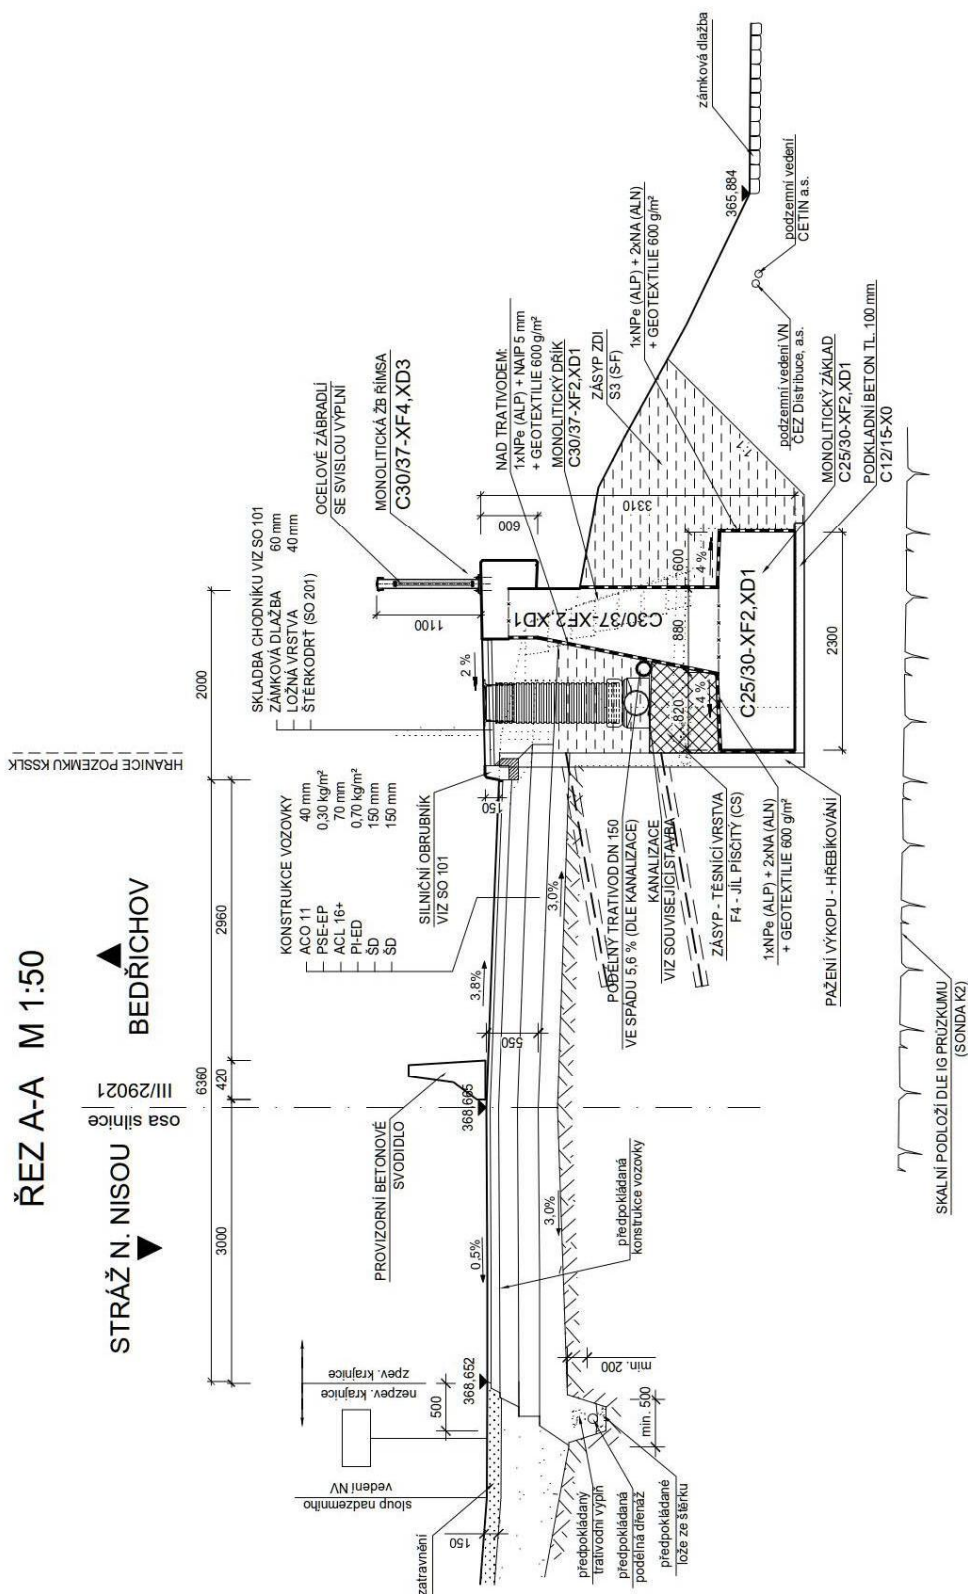 ŘEZ A-A   M 1:50
STRÁŽ N. NISOU
BEDŘICHOV
osa silnice
III/29021
HRANICE POZEMKU KSSLK
6360
3000
420
2960
2000
KONSTRUKCE VOZOVKY
ACO 11 40 mm
PSE-EP 0,30 kg/m²
ACL 16+ 70 mm
PI-ED 0,70 kg/m²
ŠD 150 mm
ŠD 150 mm
SKLADBA CHODNÍKU VIZ SO 101
ZÁMKOVÁ DLAŽBA 60 mm
LOŽNÁ VRSTVA 40 mm
ŠTĚRKODRŤ (SO 201)
OCELOVÉ ZÁBRADLÍ
SE SVISLOU VÝPLNÍ
MONOLITICKÁ ŽB ŘÍMSA
C30/37-XF4,XD3
1100
SILNIČNÍ OBRUBNÍK
VIZ SO 101
PROVIZORNÍ BETONOVÉ
SVODIDLO
zpev. krajnice
nezpev. krajnice
500
sloup nadzemního
vedení NV
zatravnění
150
368,652
0,5%
368,665
3,8%
550
150
2 %
600
NAD TRATIVODEM:
1xNPe (ALP) + NAIP 5 mm
+ GEOTEXTILIE 600 g/m²
MONOLITICKÝ DŘÍK
C30/37-XF2,XD1
ZÁSYP ZDI
S3 (S-F)
1xNPe (ALP) + 2xNA (ALN)
+ GEOTEXTILIE 600 g/m²
zámková dlažba
365,884
podzemní vedení
CETIN a.s.
podzemní vedení VN
ČEZ Distribuce, a.s.
MONOLITICKÝ ZÁKLAD
C25/30-XF2,XD1
PODKLADNÍ BETON TL. 100 mm
C12/15-X0
3310
1:1
C30/37-XF2,XD1
820
880
600
4 %
4 %
C25/30-XF2,XD1
2300
3,0%
3,0%
předpokládaná
konstrukce vozovky
min. 200
min. 500
předpokládaný
trativodní výplň
předpokládaná
podélná drenáž
předpokládané
lože ze štěrku
PODÉLNÝ TRATIVOD DN 150
VE SPÁDU 5,6 % (DLE KANALIZACE)
KANALIZACE
VIZ SOUVISEJÍCÍ STAVBA
ZÁSYP - TĚSNÍCÍ VRSTVA
F4 - JÍL PÍSČITÝ (CS)
1xNPe (ALP) + 2xNA (ALN)
+ GEOTEXTILIE 600 g/m²
PAŽENÍ VÝKOPU - HŘEBÍKOVÁNÍ
SKALNÍ PODLOŽÍ DLE IG PRŮZKUMU
(SONDA K2)